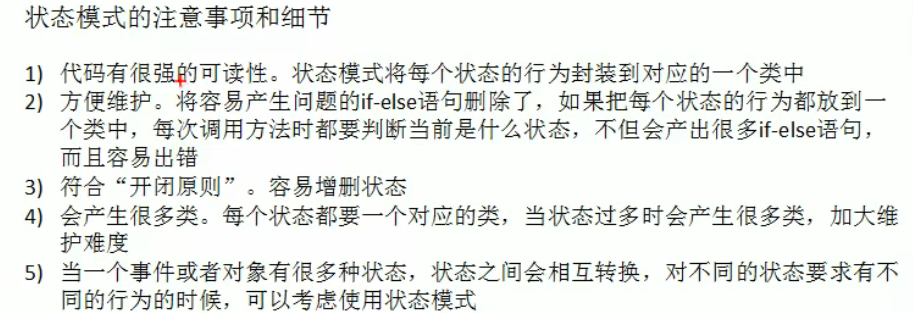 状态模式的注意事项和细节
1) 代码有很强的可读性。状态模式将每个状态的行为封装到对应的一个类中
2) 方便维护。将容易产生问题的if-else语句删除了，如果把每个状态的行为都放到一
个类中，每次调用方法时都要判断当前是什么状态，不但会产出很多if-else语句，
而且容易出错
3) 符合“开闭原则”。容易增删状态
4) 会产生很多类。每个状态都要一个对应的类，当状态过多时会产生很多类，加大维
护难度
5) 当一个事件或者对象有很多种状态，状态之间会相互转换，对不同的状态要求有不
同的行为的时候，可以考虑使用状态模式